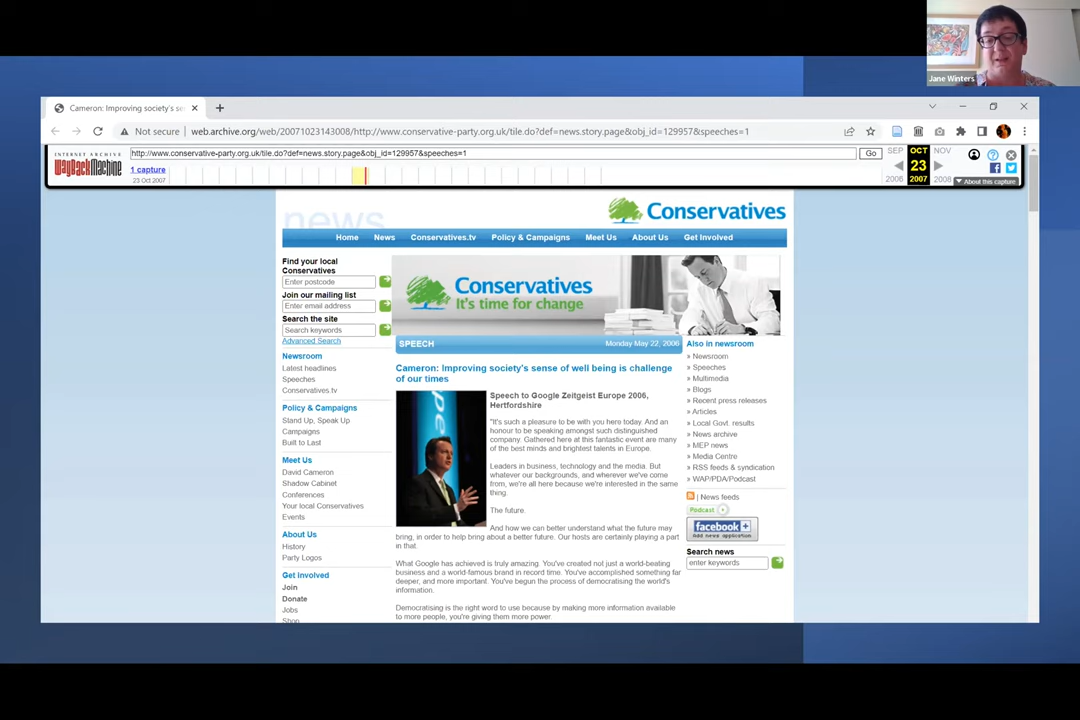 Jane Winters
Cameron: Improving society's se
Not secure
web.archive.org/web/20071023143008/http://www.conservative-party.org.uk/tile.do?def=news.story.page&obj_id=129957&speeches=1
INTERNET ARCHIVE
WayBackMachine
http://www.conservative-party.org.uk/tile.do?def=news.story.page&obj_id=129957&speeches=1
Go
SEP
OCT
NOV
1 capture
23 Oct 2007
23
2006
2007
2008
About this capture
news
Conservatives
Home
News
Conservatives.tv
Policy & Campaigns
Meet Us
About Us
Get Involved
Find your local
Conservatives
Enter postcode
Join our mailing list
Enter email address
Search the site
Search keywords
Advanced Search
Newsroom
Latest headlines
Speeches
Conservatives.tv
Policy & Campaigns
Stand Up, Speak Up
Campaigns
Built to Last
Meet Us
David Cameron
Shadow Cabinet
Conferences
Your local Conservatives
Events
About Us
History
Party Logos
Get involved
Join
Donate
Jobs
Shop
Conservatives
It's time for change
SPEECH
Monday May 22, 2006
Cameron: Improving society's sense of well being is challenge
of our times
Speech to Google Zeitgeist Europe 2006,
Hertfordshire
"It's such a pleasure to be with you here today. And an
honour to be speaking amongst such distinguished
company. Gathered here at this fantastic event are many
of the best minds and brightest talents in Europe.
Leaders in business, technology and the media. But
whatever our backgrounds, and wherever we've come
from, we're all here because we're interested in the same
thing.
The future.
And how we can better understand what the future may
bring, in order to help bring about a better future. Our hosts are certainly playing a part
in that.
What Google has achieved is truly amazing. You've created not just a world-beating
business and a world-famous brand in record time. You've accomplished something far
deeper, and more important. You've begun the process of democratising the world's
information.
Democratising is the right word to use because by making more information available
to more people, you're giving them more power.
Also in newsroom
» Newsroom
» Speeches
» Multimedia
» Blogs
» Recent press releases
» Articles
» Local Govt. results
» News archive
» MEP news
» Media Centre
» RSS feeds & syndication
» WAP/PDA/Podcast
| News feeds
Podcast
facebook
Add news application
Search news
enter keywords